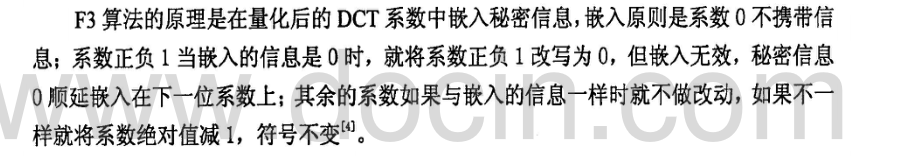 F3 算法的原理是在量化后的 DCT 系数中嵌入秘密信息，嵌入原则是系数 0 不携带信
息；系数正负 1 当嵌入的信息是 0 时，就将系数正负 1 改写为 0，但嵌入无效，秘密信息
0 顺延嵌入在下一位系数上；其余的系数如果与嵌入的信息一样时就不做改动，如果不一
样就将系数绝对值减 1，符号不变[4]。
www.docin.com